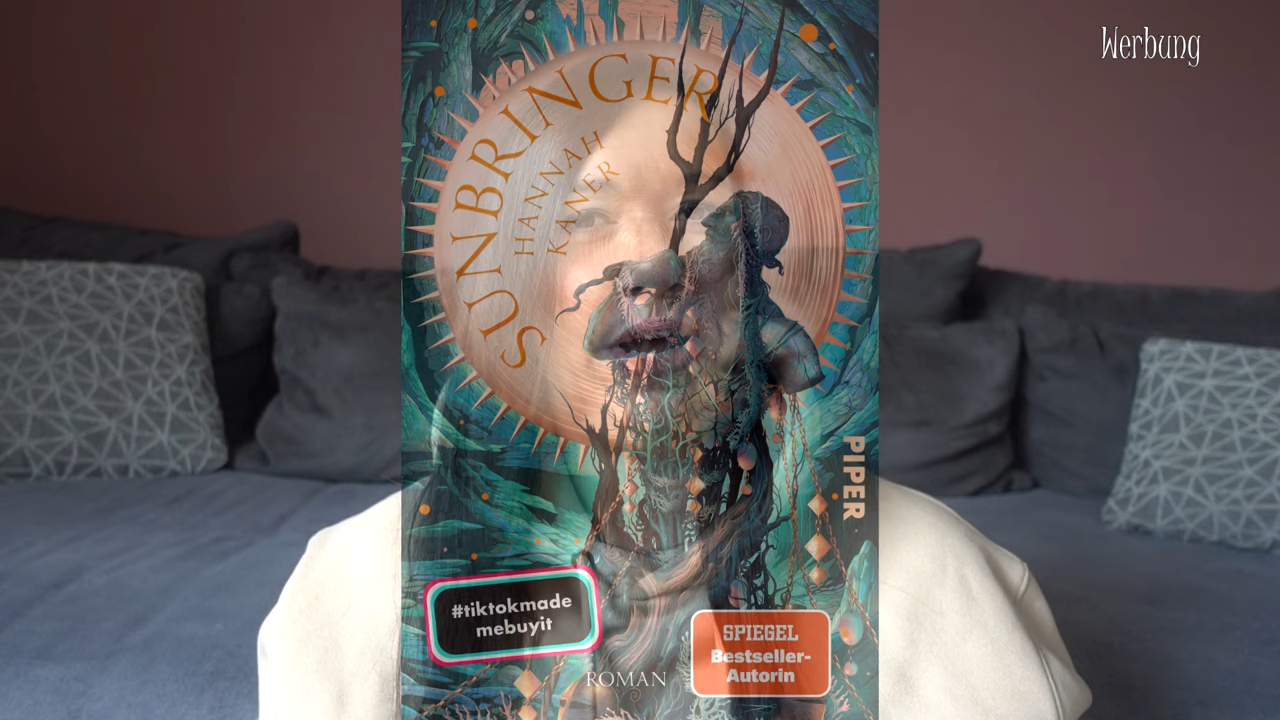 Werbung
SUNBRINGER
HANNAH
KANER
PIPER
#tiktokmade
mebuyit
SPIEGEL
Bestseller-
Autorin
ROMAN